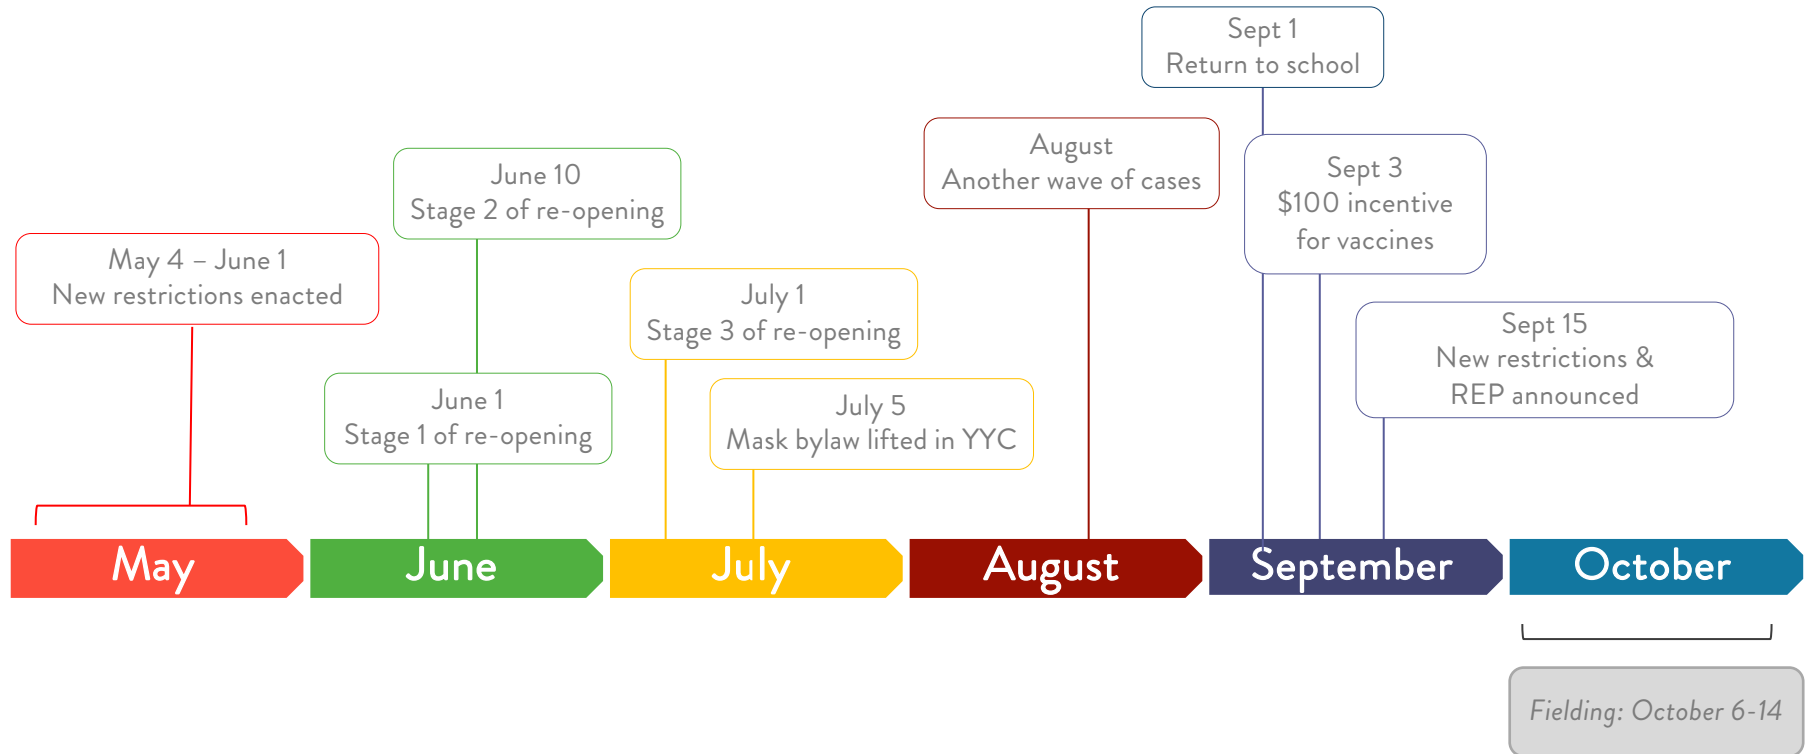 Sept 1
Return to school
August
Another wave of cases
Sept 3
$100 incentive
for vaccines
June 10
Stage 2 of re-opening
May 4 – June 1
New restrictions enacted
July 1
Stage 3 of re-opening
Sept 15
New restrictions &
REP announced
June 1
Stage 1 of re-opening
July 5
Mask bylaw lifted in YYC
May
June
July
August
September
October
Fielding: October 6-14